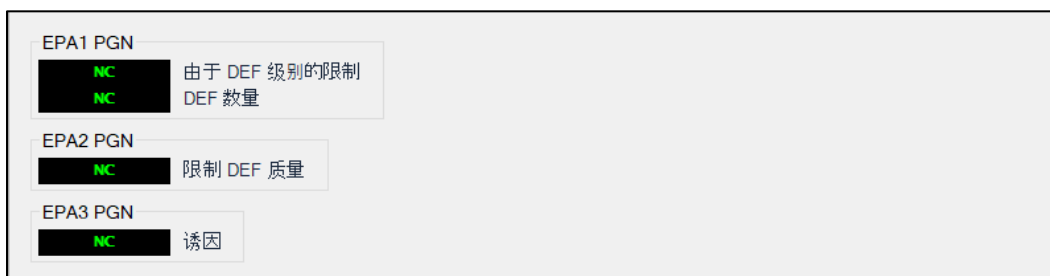 EPA1 PGN
NC 由于 DEF 级别的限制
NC DEF 数量
EPA2 PGN
NC 限制 DEF 质量
EPA3 PGN
NC 诱因